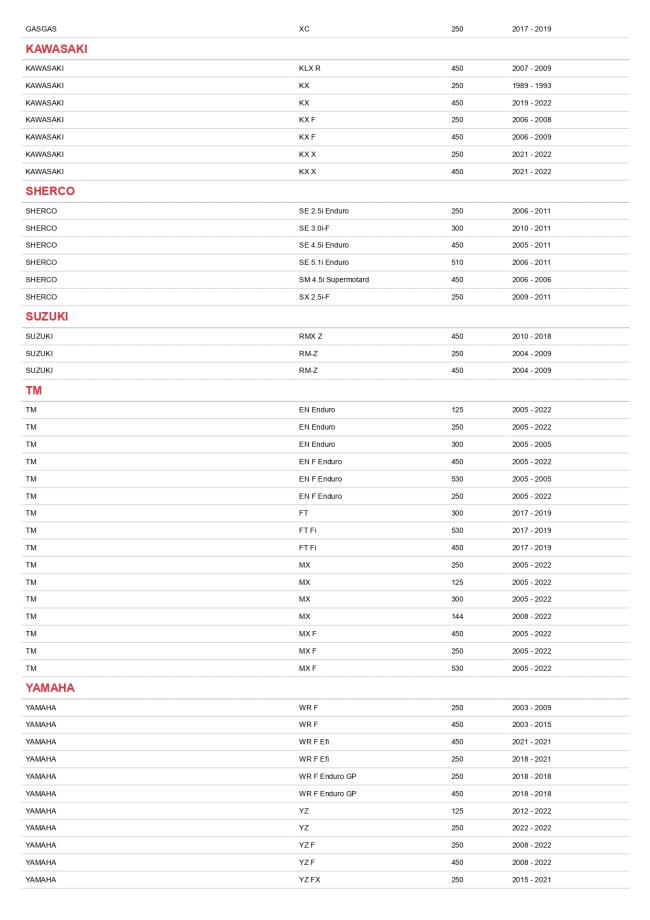 GASGAS XC 250 2017 - 2019
KAWASAKI
KAWASAKI KLX R 450 2007 - 2009
KAWASAKI KX 250 1989 - 1993
KAWASAKI KX 450 2019 - 2022
KAWASAKI KX F 250 2006 - 2008
KAWASAKI KX F 450 2006 - 2009
KAWASAKI KX X 250 2021 - 2022
KAWASAKI KX X 450 2021 - 2022
SHERCO
SHERCO SE 2.5i Enduro 250 2006 - 2011
SHERCO SE 3.0i-F 300 2010 - 2011
SHERCO SE 4.5i Enduro 450 2005 - 2011
SHERCO SE 5.1i Enduro 510 2006 - 2011
SHERCO SM 4.5i Supermotard 450 2006 - 2006
SHERCO SX 2.5i-F 250 2009 - 2011
SUZUKI
SUZUKI RMX Z 450 2010 - 2018
SUZUKI RM-Z 250 2004 - 2009
SUZUKI RM-Z 450 2004 - 2009
TM
TM EN Enduro 125 2005 - 2022
TM EN Enduro 250 2005 - 2022
TM EN Enduro 300 2005 - 2005
TM EN F Enduro 450 2005 - 2022
TM EN F Enduro 530 2005 - 2005
TM EN F Enduro 250 2005 - 2022
TM FT 300 2017 - 2019
TM FT Fi 530 2017 - 2019
TM FT Fi 450 2017 - 2019
TM MX 250 2005 - 2022
TM MX 125 2005 - 2022
TM MX 300 2005 - 2022
TM MX 144 2008 - 2022
TM MX F 450 2005 - 2022
TM MX F 250 2005 - 2022
TM MX F 530 2005 - 2022
YAMAHA
YAMAHA WR F 250 2003 - 2009
YAMAHA WR F 450 2003 - 2015
YAMAHA WR F Efi 450 2021 - 2021
YAMAHA WR F Efi 250 2018 - 2021
YAMAHA WR F Enduro GP 250 2018 - 2018
YAMAHA WR F Enduro GP 450 2018 - 2018
YAMAHA YZ 125 2012 - 2022
YAMAHA YZ 250 2022 - 2022
YAMAHA YZ F 250 2008 - 2022
YAMAHA YZ F 450 2008 - 2022
YAMAHA YZ FX 250 2015 - 2021